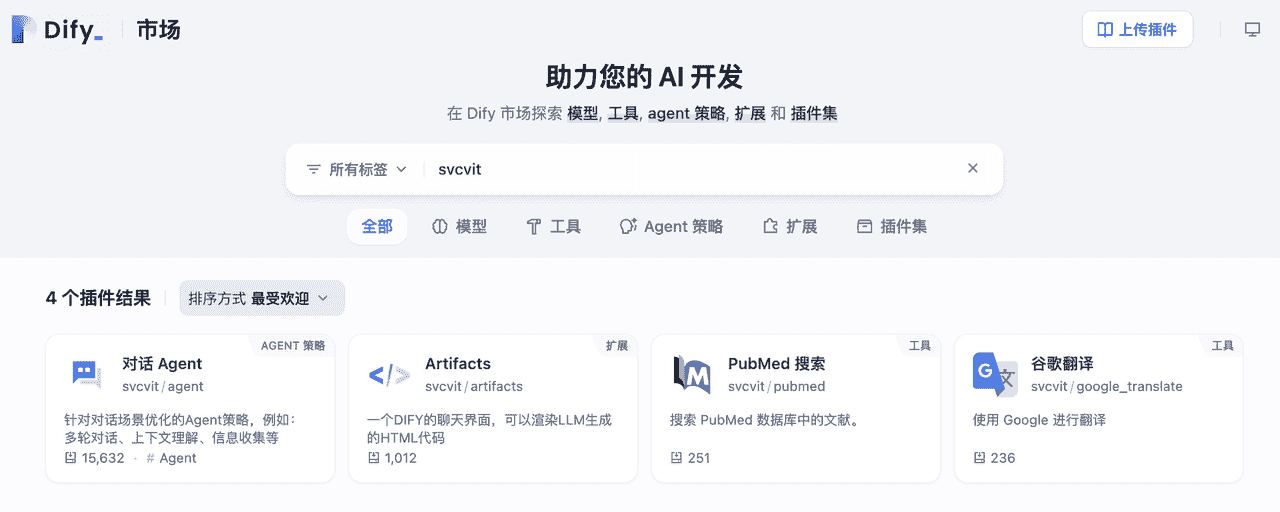 Dify_ 市场
上传插件
助力您的 AI 开发
在 Dify 市场探索 模型, 工具, agent 策略, 扩展 和 插件集
所有标签 svcvit
全部 模型 工具 Agent 策略 扩展 插件集
4 个插件结果 排序方式 最受欢迎
AGENT 策略
对话 Agent
svcvit/agent
针对对话场景优化的Agent策略，例如：
多轮对话、上下文理解、信息收集等
15,632 · # Agent
扩展
Artifacts
svcvit/artifacts
一个DIFY的聊天界面，可以渲染LLM生成
的HTML代码
1,012
工具
PubMed 搜索
svcvit/pubmed
搜索 PubMed 数据库中的文献。
251
工具
谷歌翻译
svcvit/google_translate
使用 Google 进行翻译
236